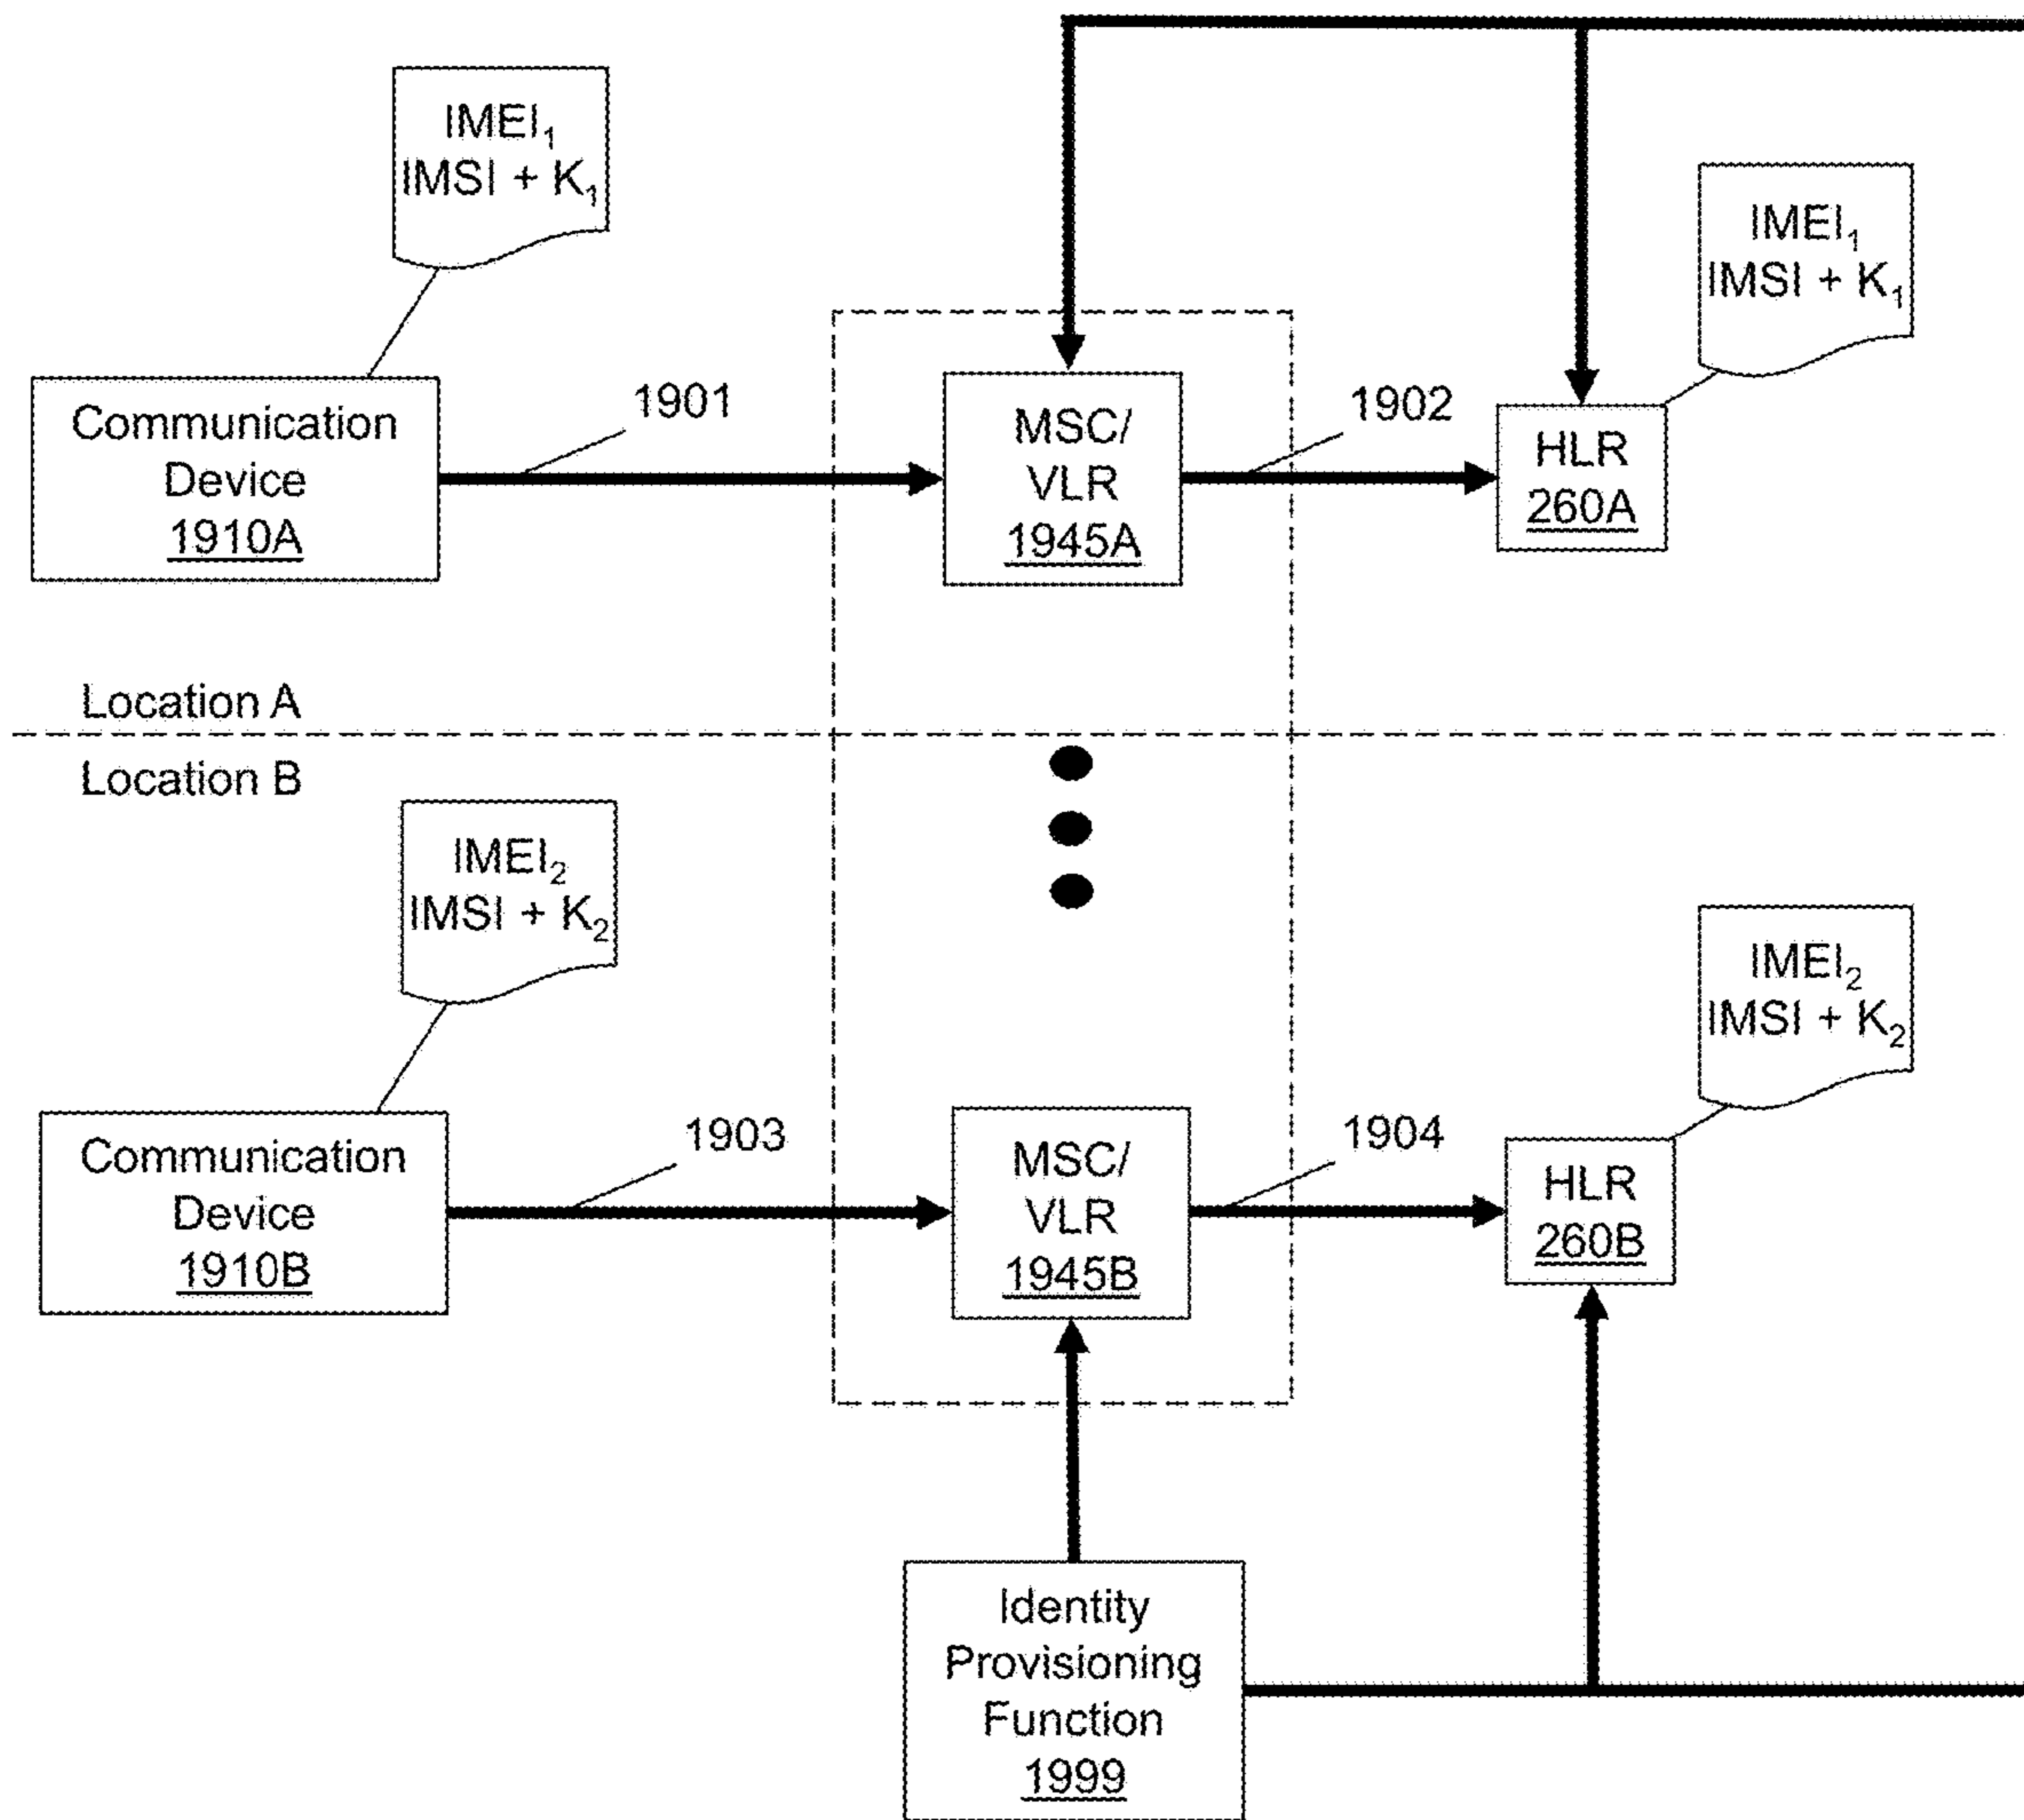 IMEI₁
IMSI + K₁
IMEI₁
IMSI + K₁
Communication
Device
1910A
1901
MSC/
VLR
1945A
1902
HLR
260A
Location A
Location B
IMEI₂
IMSI + K₂
IMEI₂
IMSI + K₂
Communication
Device
1910B
1903
MSC/
VLR
1945B
1904
HLR
260B
Identity
Provisioning
Function
1999